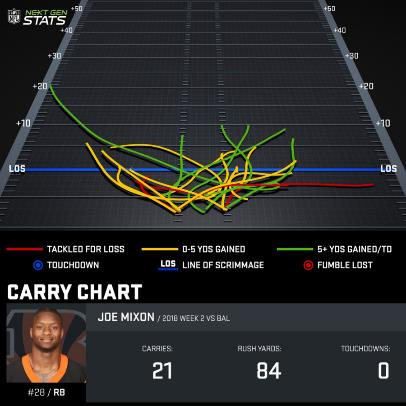 NFL NEXT GEN
STATS
+50 +50
+40 +40
+30 +30
+20 +20
+10 +10
LOS LOS
TACKLED FOR LOSS 0-5 YDS GAINED 5+ YDS GAINED/TD
TOUCHDOWN LOS LINE OF SCRIMMAGE FUMBLE LOST
CARRY CHART
JOE MIXON / 2018 WEEK 2 VS BAL
CARRIES: RUSH YARDS: TOUCHDOWNS:
21 84 0
#28 / RB